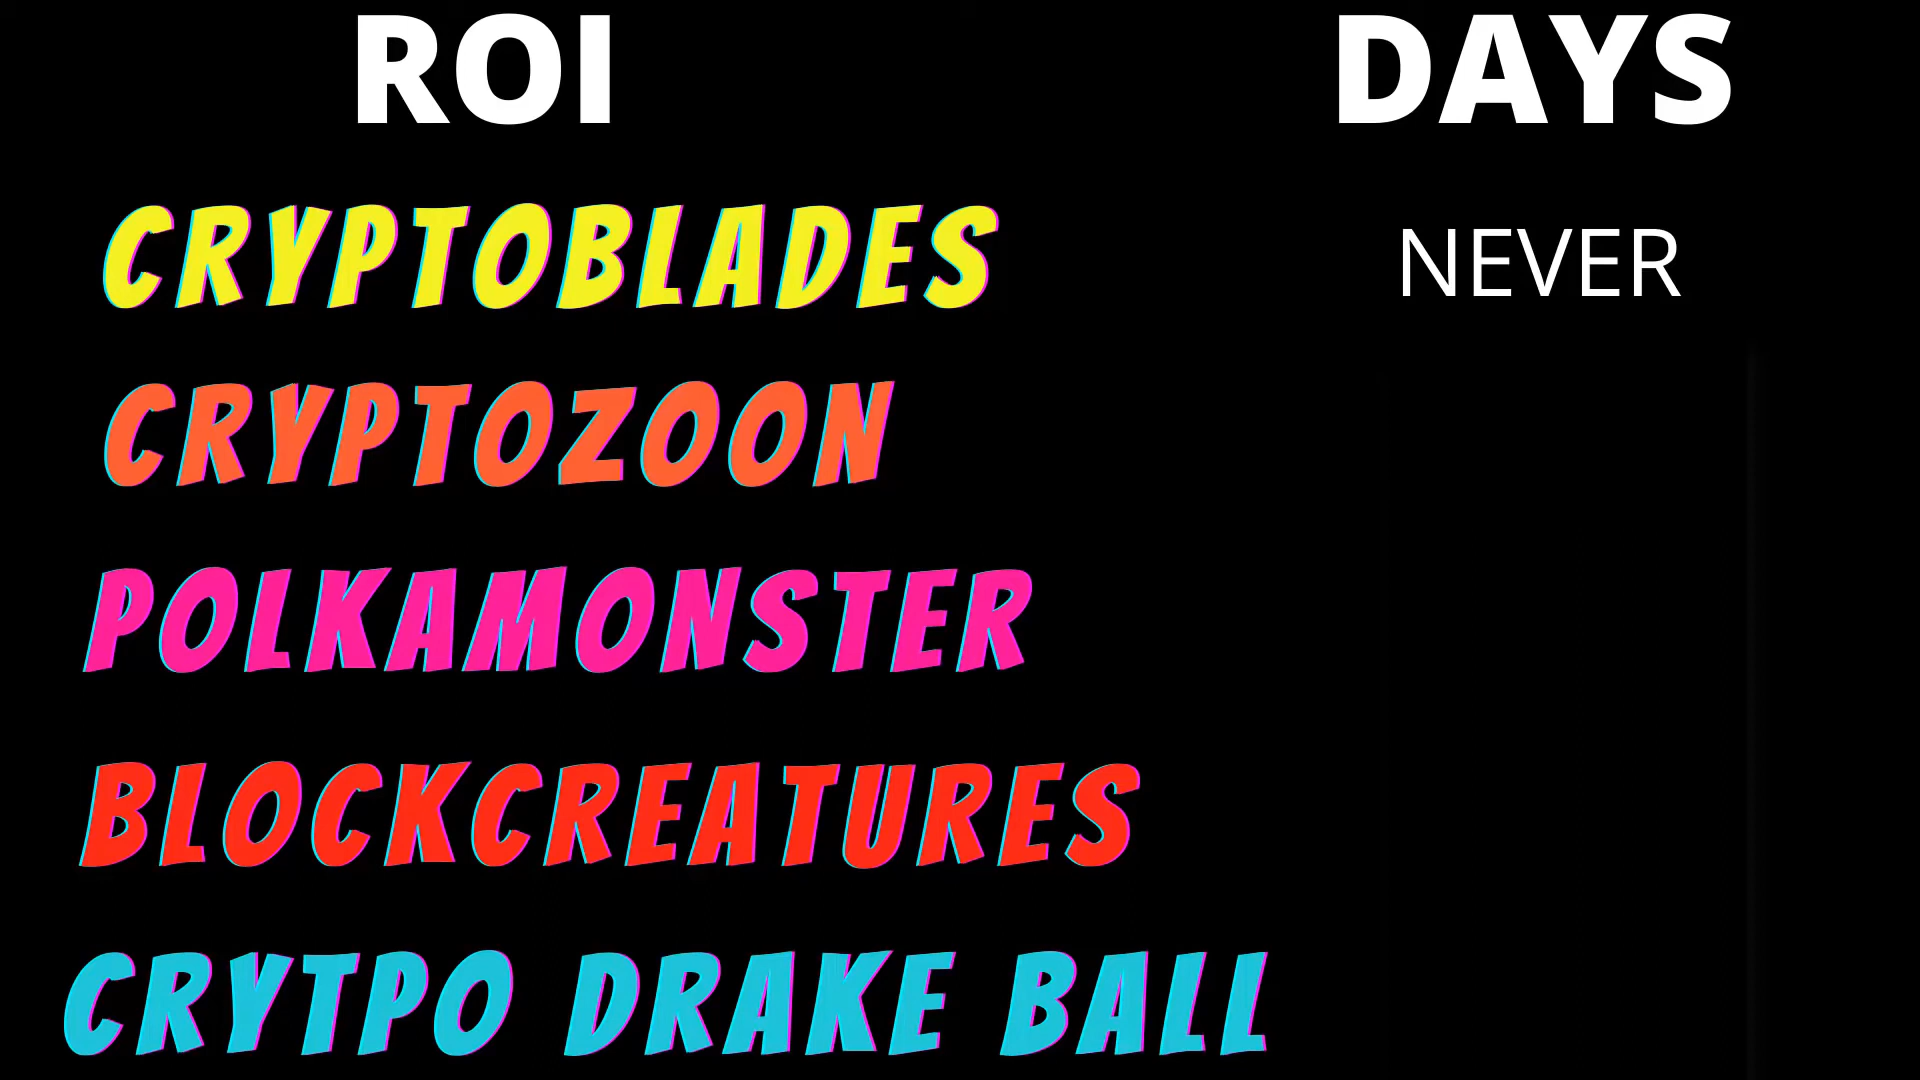 ROI DAYS
CRYPTOBLADES NEVER
CRYPTOZOON
POLKAMONSTER
BLOCKCREATURES
CRYTPO DRAKE BALL